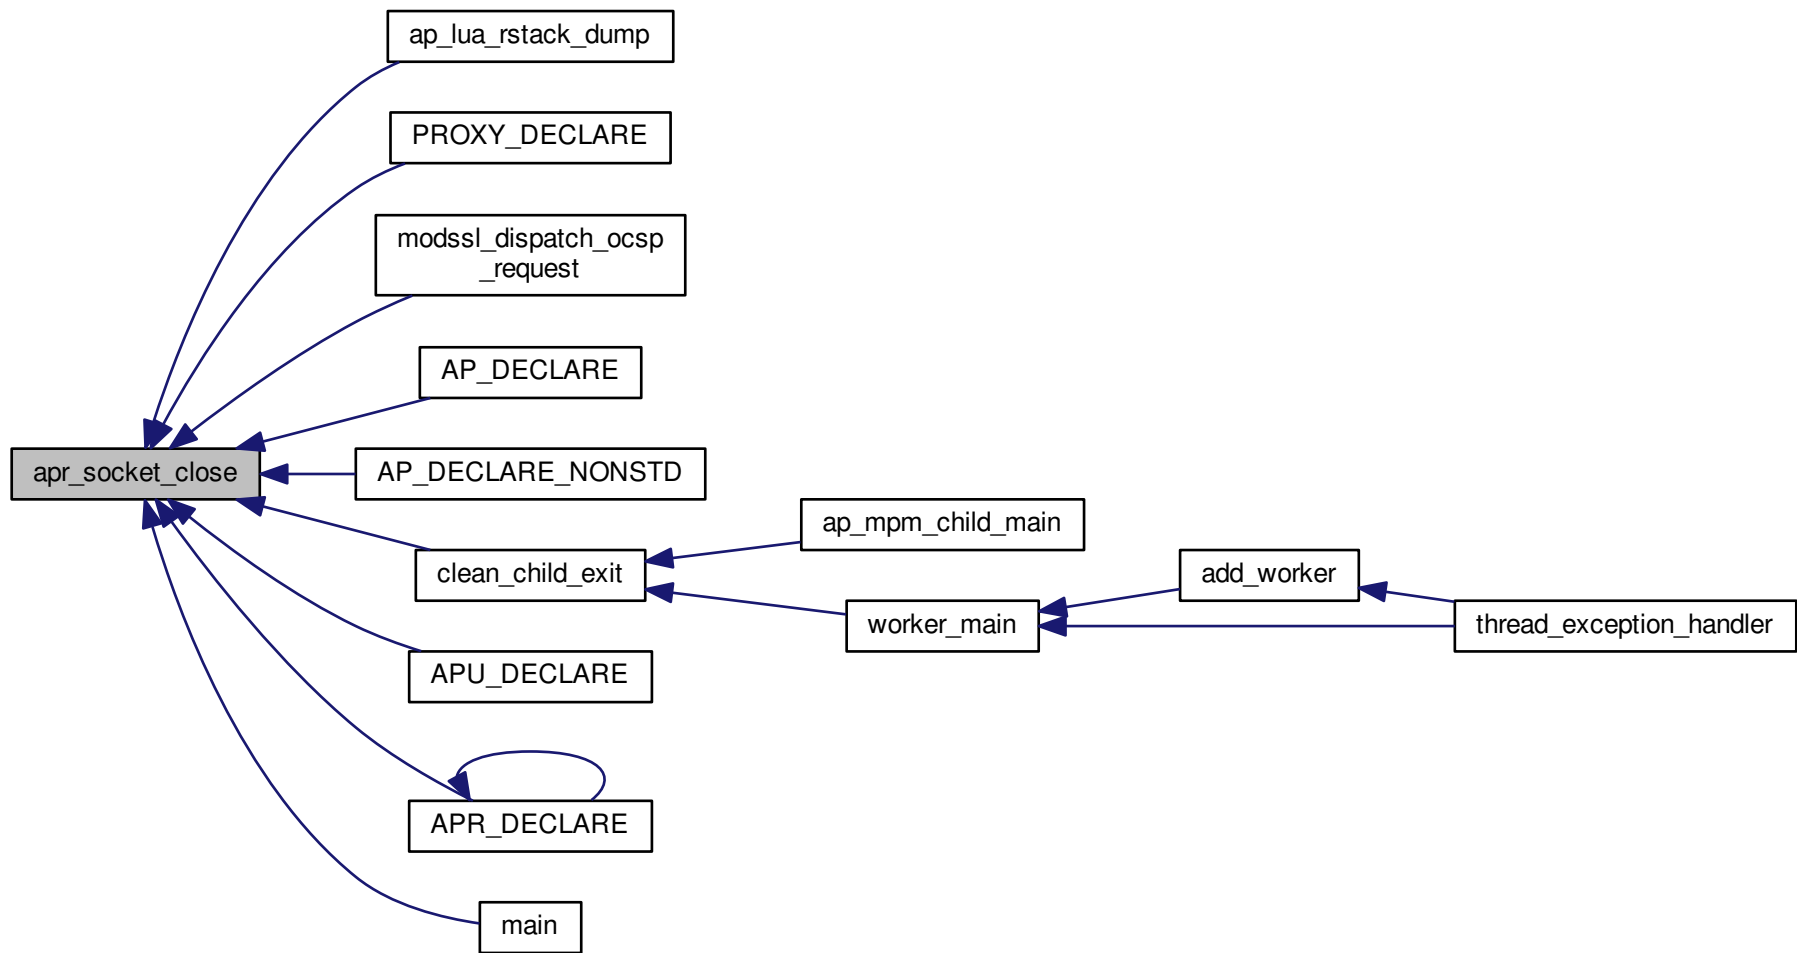 ap_lua_rstack_dump
PROXY_DECLARE
modssl_dispatch_ocsp
_request
AP_DECLARE
apr_socket_close
AP_DECLARE_NONSTD
ap_mpm_child_main
clean_child_exit
add_worker
worker_main
thread_exception_handler
APU_DECLARE
APR_DECLARE
main